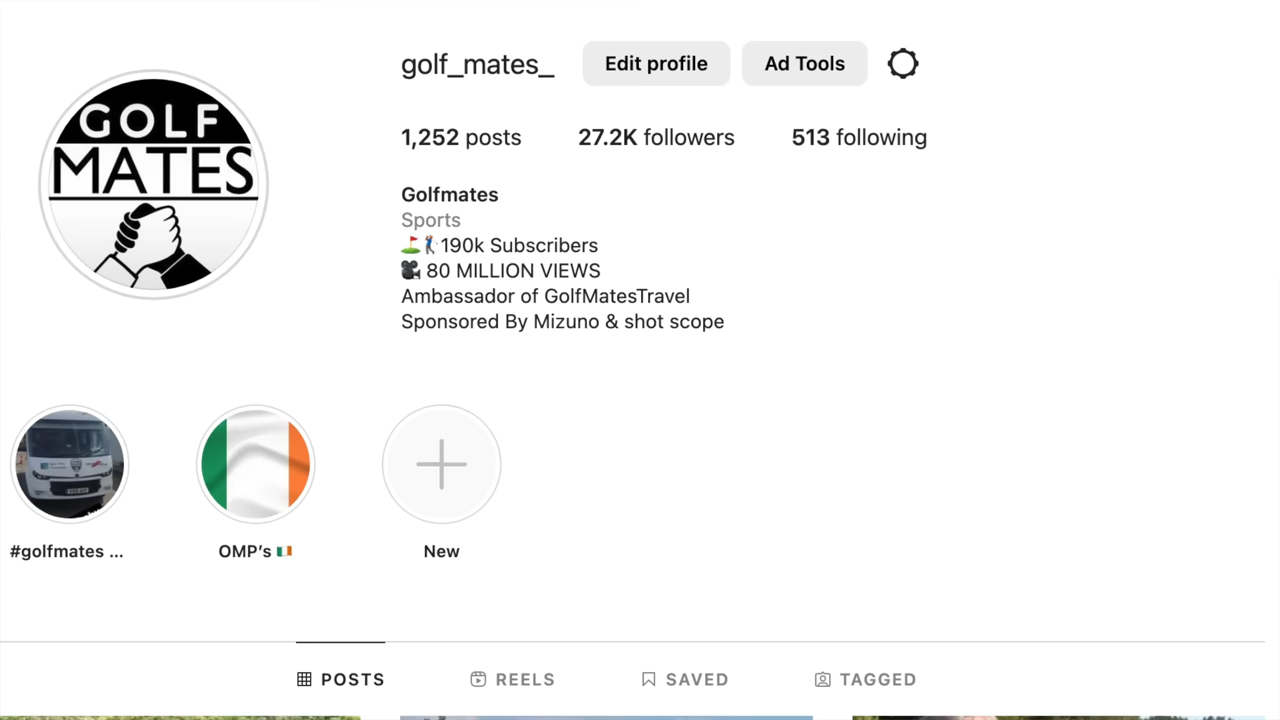 golf_mates_ Edit profile Ad Tools
GOLF
MATES
1,252 posts 27.2K followers 513 following
Golfmates
Sports
⛳🏌️190k Subscribers
🎥 80 MILLION VIEWS
Ambassador of GolfMatesTravel
Sponsored By Mizuno & shot scope
#golfmates ... OMP's 🇮🇪 New
POSTS REELS SAVED TAGGED